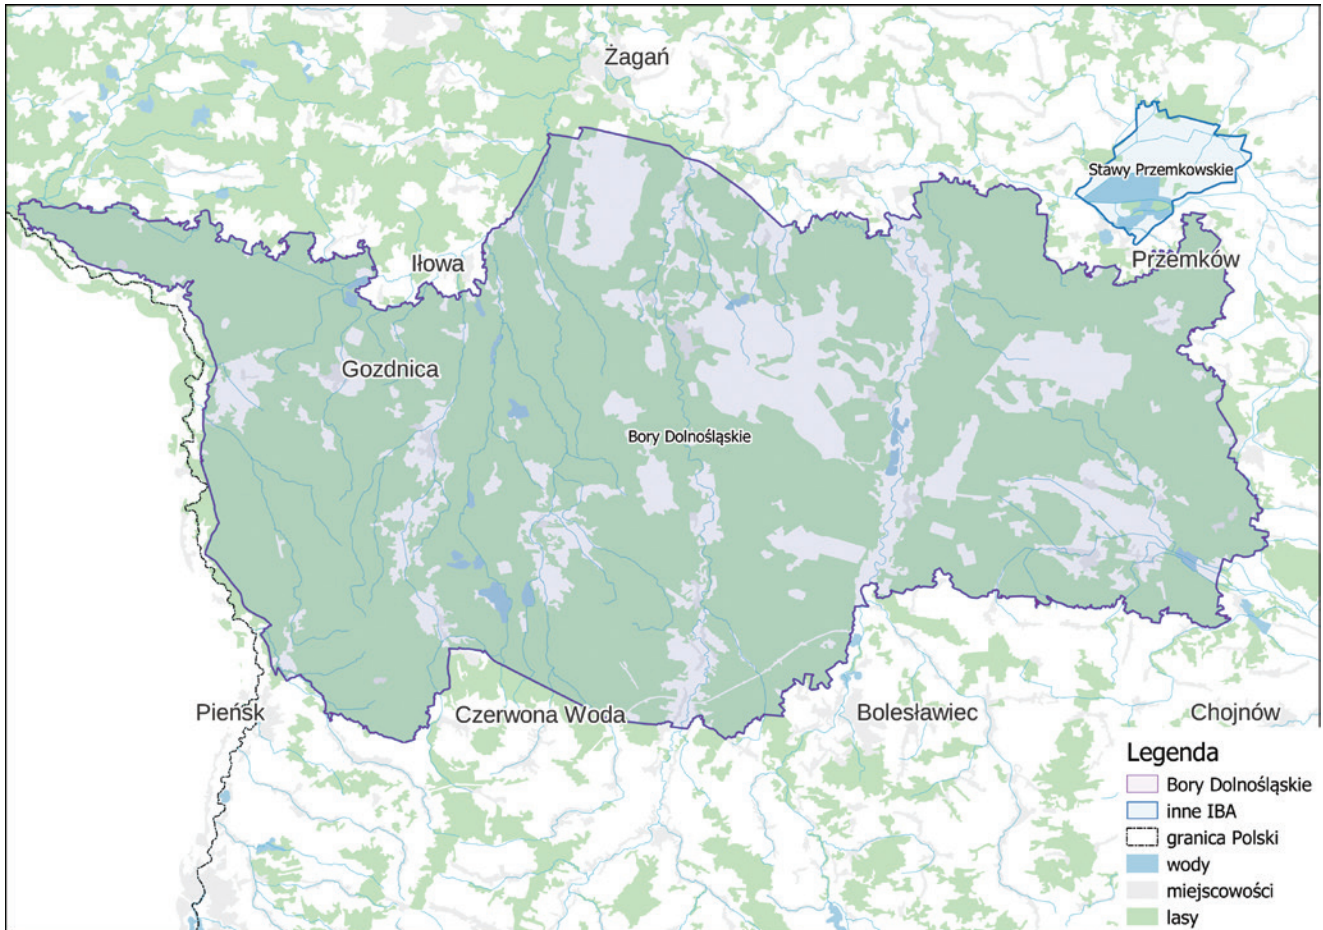 Żagań
Stawy Przemkowskie
Przemków
Iłowa
Gozdnica
Bory Dolnośląskie
Pieńsk
Czerwona Woda
Bolesławiec
Chojnów
Legenda
Bory Dolnośląskie
inne IBA
granica Polski
wody
miejscowości
lasy